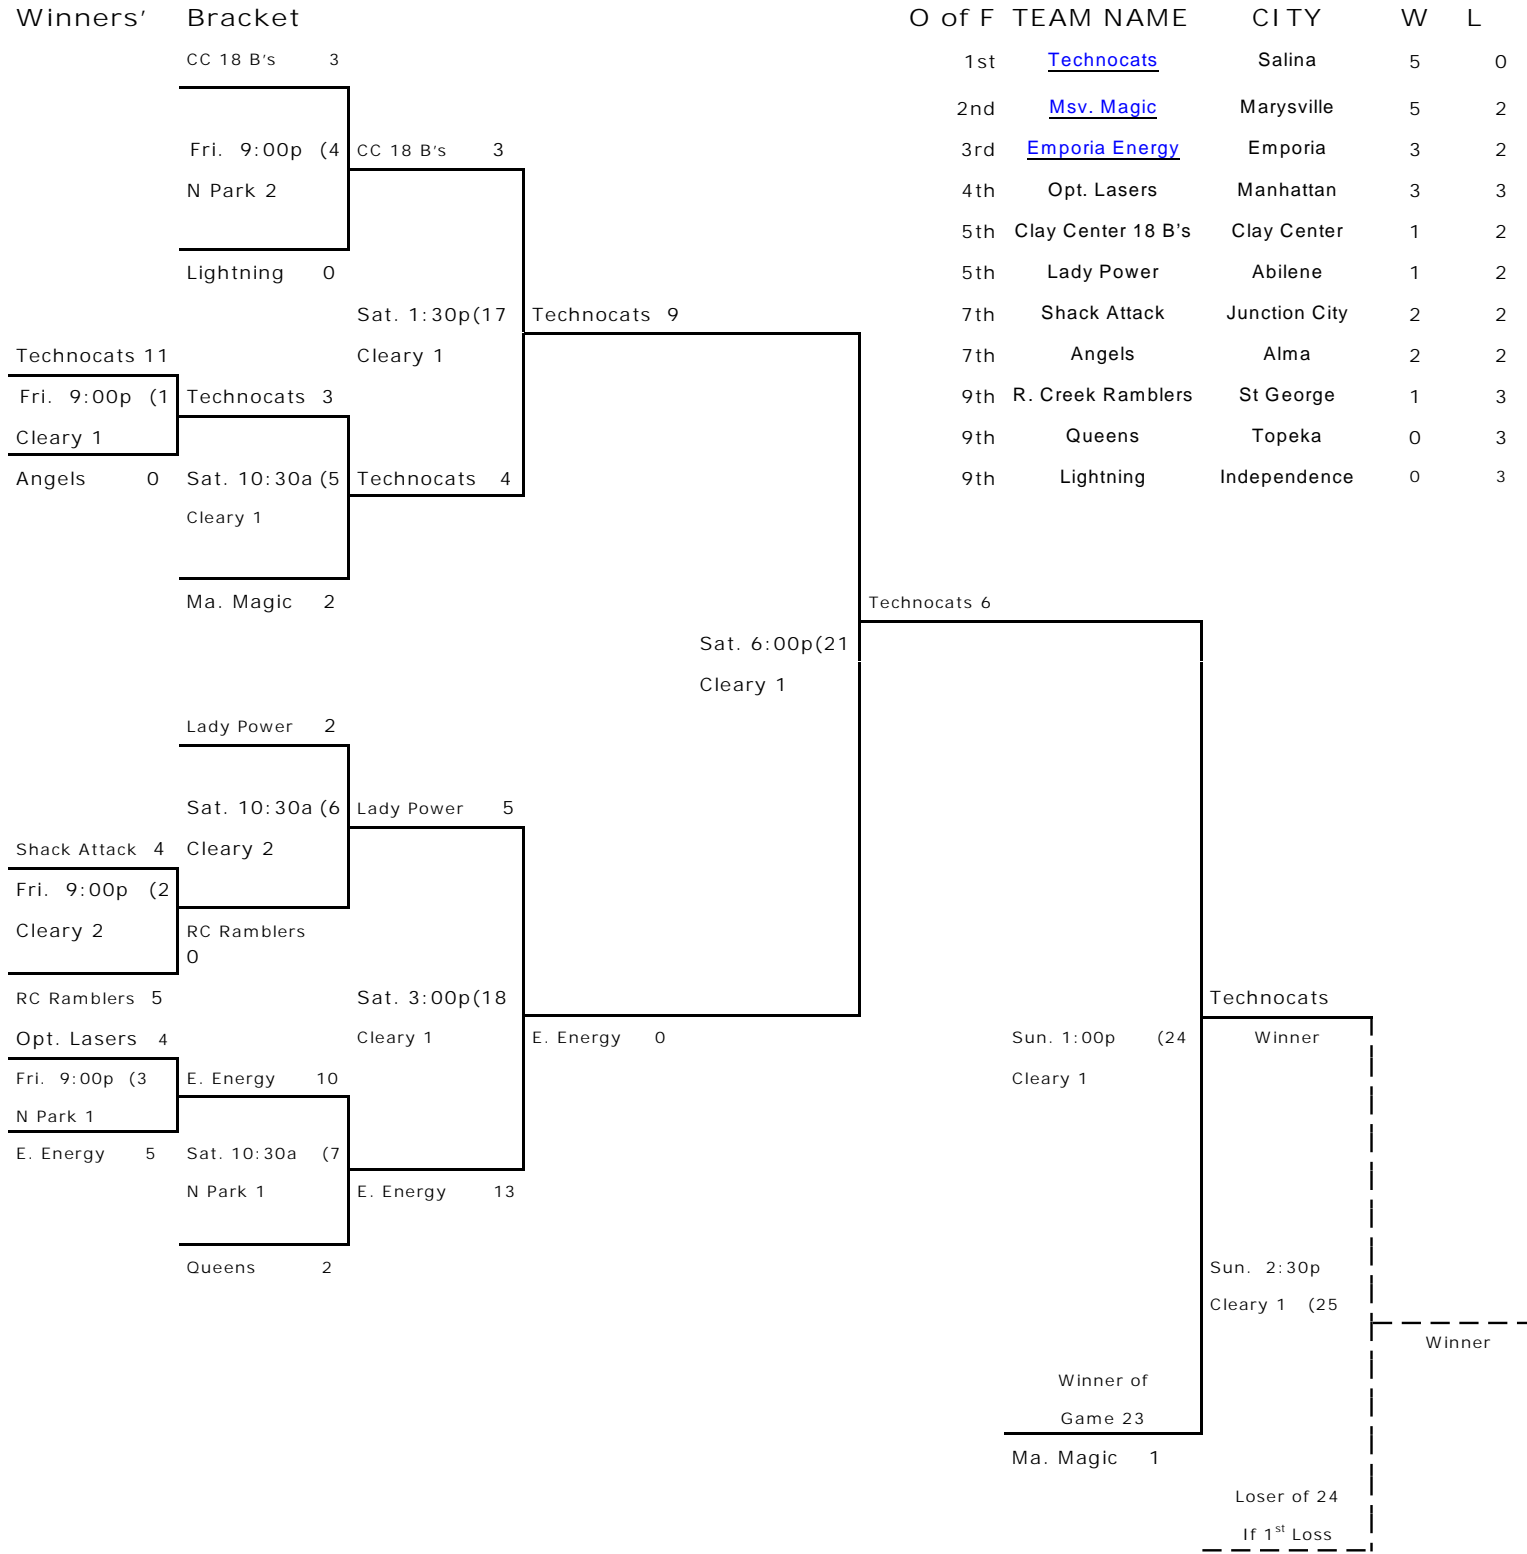 Winners’ Bracket
O of F TEAM NAME CITY W L
CC 18 B’s 3
1st Technocats Salina 5 0
2nd Msv. Magic Marysville 5 2
Fri. 9:00p (4 CC 18 B’s 3
3rd Emporia Energy Emporia 3 2
N Park 2
4th Opt. Lasers Manhattan 3 3
5th Clay Center 18 B’s Clay Center 1 2
Lightning 0
5th Lady Power Abilene 1 2
Sat. 1:30p(17 Technocats 9
7th Shack Attack Junction City 2 2
Technocats 11
Cleary 1
7th Angels Alma 2 2
Fri. 9:00p (1 Technocats 3
9th R. Creek Ramblers St George 1 3
Cleary 1
9th Queens Topeka 0 3
Angels 0 Sat. 10:30a (5 Technocats 4
9th Lightning Independence 0 3
Cleary 1
Ma. Magic 2
Technocats 6
Sat. 6:00p(21
Cleary 1
Lady Power 2
Sat. 10:30a (6 Lady Power 5
Shack Attack 4 Cleary 2
Fri. 9:00p (2
Cleary 2 RC Ramblers
0
RC Ramblers 5 Sat. 3:00p(18
Technocats
Opt. Lasers 4 Cleary 1 E. Energy 0
Sun. 1:00p (24 Winner
Fri. 9:00p (3 E. Energy 10
Cleary 1
N Park 1
E. Energy 5 Sat. 10:30a (7
N Park 1 E. Energy 13
Queens 2
Sun. 2:30p
Cleary 1 (25
Winner
Winner of
Game 23
Ma. Magic 1
Loser of 24
If 1st Loss